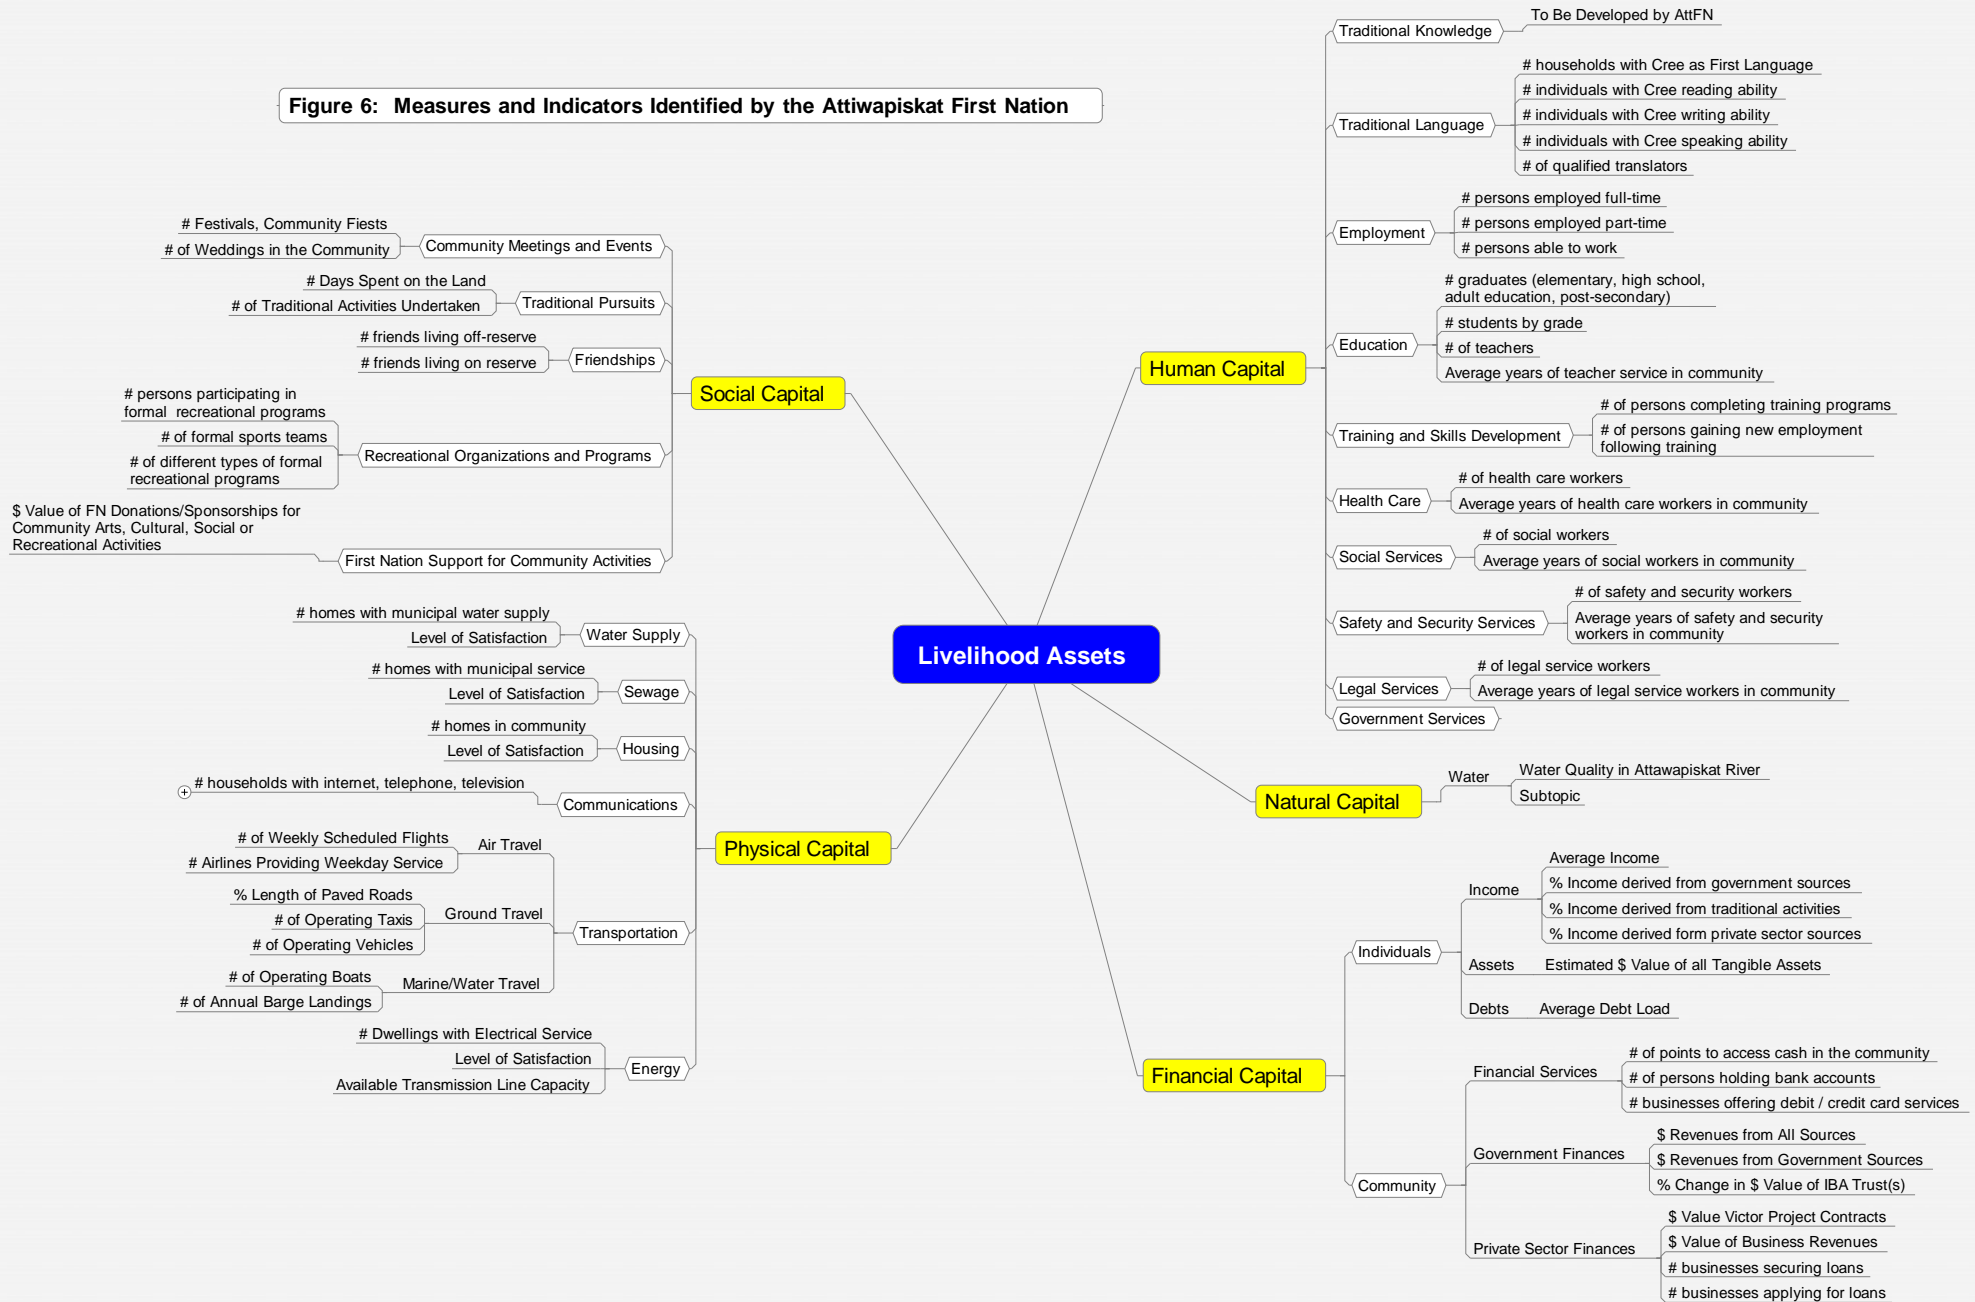 Figure 6:  Measures and Indicators Identified by the Attiwapiskat First Nation
Livelihood Assets
Social Capital
Community Meetings and Events
# Festivals, Community Fiests
# of Weddings in the Community
Traditional Pursuits
# Days Spent on the Land
# of Traditional Activities Undertaken
Friendships
# friends living off-reserve
# friends living on reserve
Recreational Organizations and Programs
# persons participating in
formal  recreational programs
# of formal sports teams
# of different types of formal
recreational programs
First Nation Support for Community Activities
$ Value of FN Donations/Sponsorships for
Community Arts, Cultural, Social or
Recreational Activities
Physical Capital
Water Supply
# homes with municipal water supply
Level of Satisfaction
Sewage
# homes with municipal service
Level of Satisfaction
Housing
# homes in community
Level of Satisfaction
Communications
# households with internet, telephone, television
Transportation
Air Travel
# of Weekly Scheduled Flights
# Airlines Providing Weekday Service
Ground Travel
% Length of Paved Roads
# of Operating Taxis
# of Operating Vehicles
Marine/Water Travel
# of Operating Boats
# of Annual Barge Landings
Energy
# Dwellings with Electrical Service
Level of Satisfaction
Available Transmission Line Capacity
Human Capital
Traditional Knowledge
To Be Developed by AttFN
Traditional Language
# households with Cree as First Language
# individuals with Cree reading ability
# individuals with Cree writing ability
# individuals with Cree speaking ability
# of qualified translators
Employment
# persons employed full-time
# persons employed part-time
# persons able to work
Education
# graduates (elementary, high school,
adult education, post-secondary)
# students by grade
# of teachers
Average years of teacher service in community
Training and Skills Development
# of persons completing training programs
# of persons gaining new employment
following training
Health Care
# of health care workers
Average years of health care workers in community
Social Services
# of social workers
Average years of social workers in community
Safety and Security Services
# of safety and security workers
Average years of safety and security
workers in community
Legal Services
# of legal service workers
Average years of legal service workers in community
Government Services
Natural Capital
Water
Water Quality in Attawapiskat River
Subtopic
Financial Capital
Individuals
Income
Average Income
% Income derived from government sources
% Income derived from traditional activities
% Income derived form private sector sources
Assets
Estimated $ Value of all Tangible Assets
Debts
Average Debt Load
Community
Financial Services
# of points to access cash in the community
# of persons holding bank accounts
# businesses offering debit / credit card services
Government Finances
$ Revenues from All Sources
$ Revenues from Government Sources
% Change in $ Value of IBA Trust(s)
Private Sector Finances
$ Value Victor Project Contracts
$ Value of Business Revenues
# businesses securing loans
# businesses applying for loans